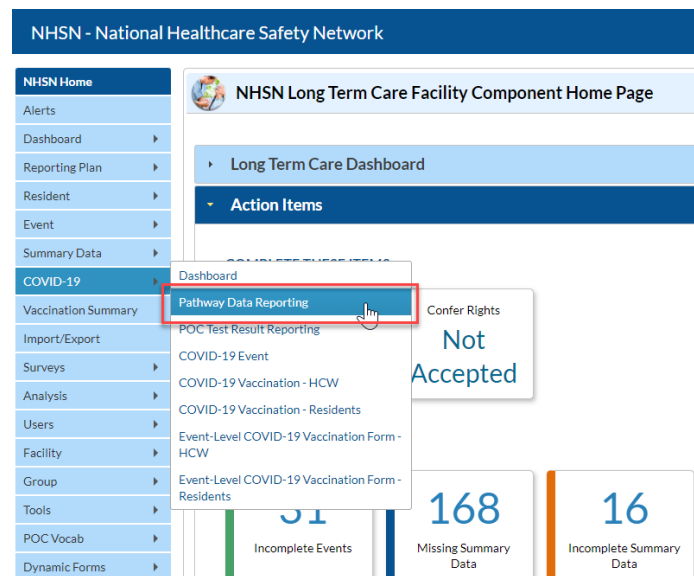 NHSN - National Healthcare Safety Network
NHSN Home
Alerts
Dashboard
Reporting Plan
Resident
Event
Summary Data
COVID-19
Vaccination Summary
Import/Export
Surveys
Analysis
Users
Facility
Group
Tools
POC Vocab
Dynamic Forms
NHSN Long Term Care Facility Component Home Page
Long Term Care Dashboard
Action Items
COMPLETE THESE ITEMS
Dashboard
Pathway Data Reporting
POC Test Result Reporting
COVID-19 Event
COVID-19 Vaccination - HCW
COVID-19 Vaccination - Residents
Event-Level COVID-19 Vaccination Form -
HCW
Event-Level COVID-19 Vaccination Form -
Residents
Confer Rights
Not
Accepted
31
Incomplete Events
168
Missing Summary
Data
16
Incomplete Summary
Data